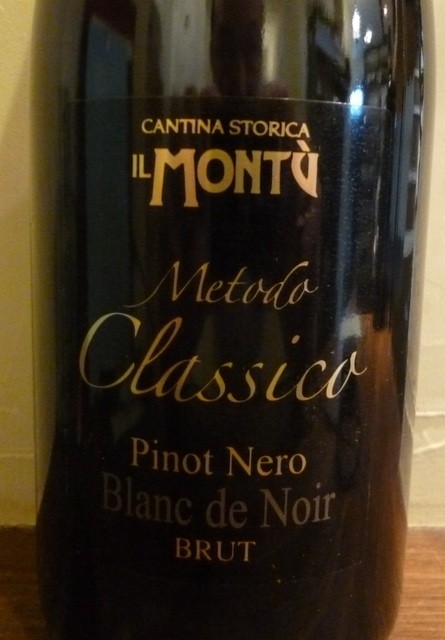 CANTINA STORICA
IL MONTÙ
Metodo
Classico
Pinot Nero
Blanc de Noir
BRUT